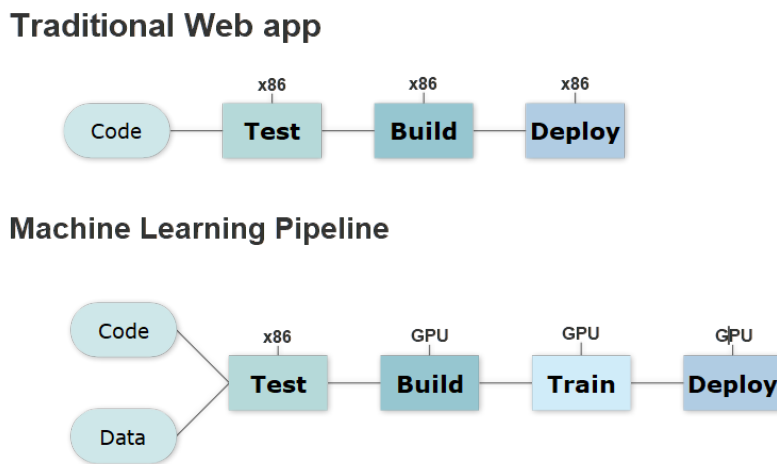 Traditional Web app
x86 x86 x86
Code Test Build Deploy
Machine Learning Pipeline
Code
x86 GPU GPU GPU
Test Build Train Deploy
Data